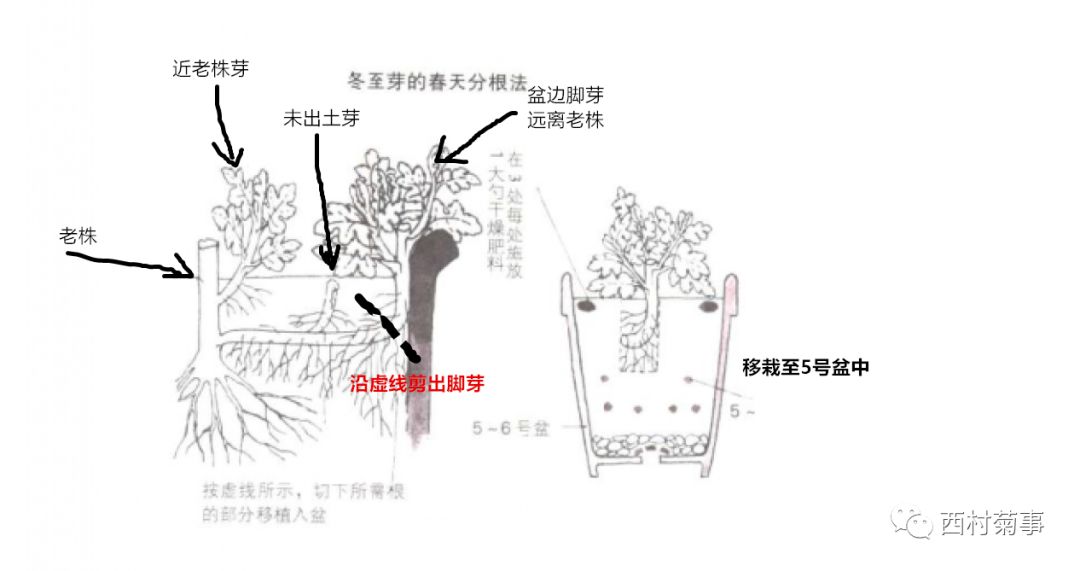 近老株芽
冬至芽的春天分根法
未出土芽
盆边脚芽
远离老株
老株
在3处每处施放
1大勺干燥肥料
沿虚线剪出脚芽
移栽至5号盆中
5~6号盆
5~
按虚线所示，切下所需根
的部分移植入盆
西村菊事